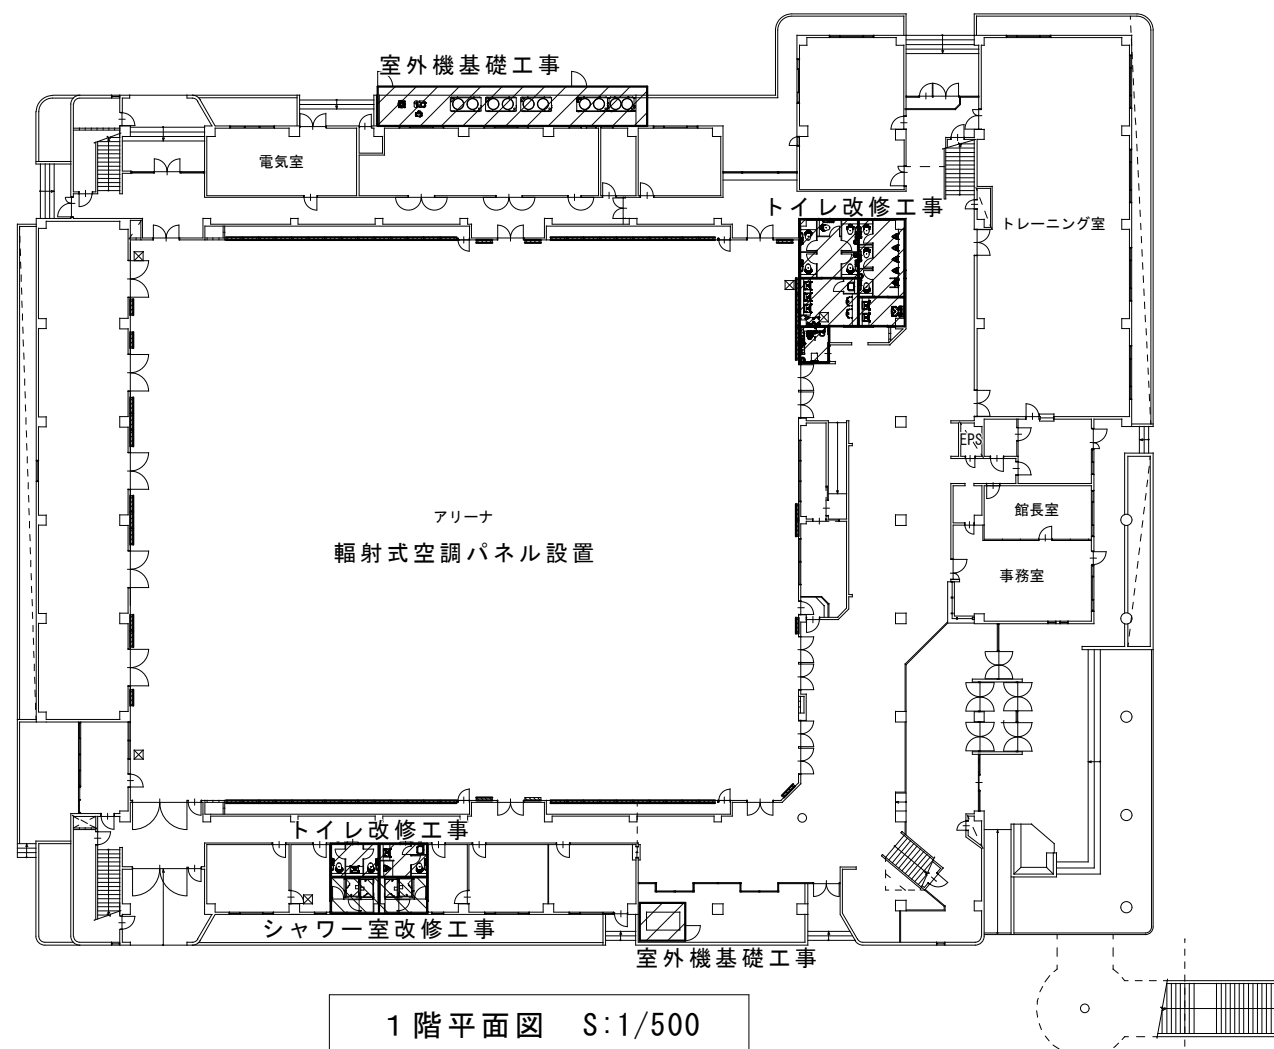 室外機基礎工事
電気室
トイレ改修工事
トレーニング室
EPS
館長室
アリーナ
輻射式空調パネル設置
事務室
トイレ改修工事
シャワー室改修工事
室外機基礎工事
1階平面図 S:1/500